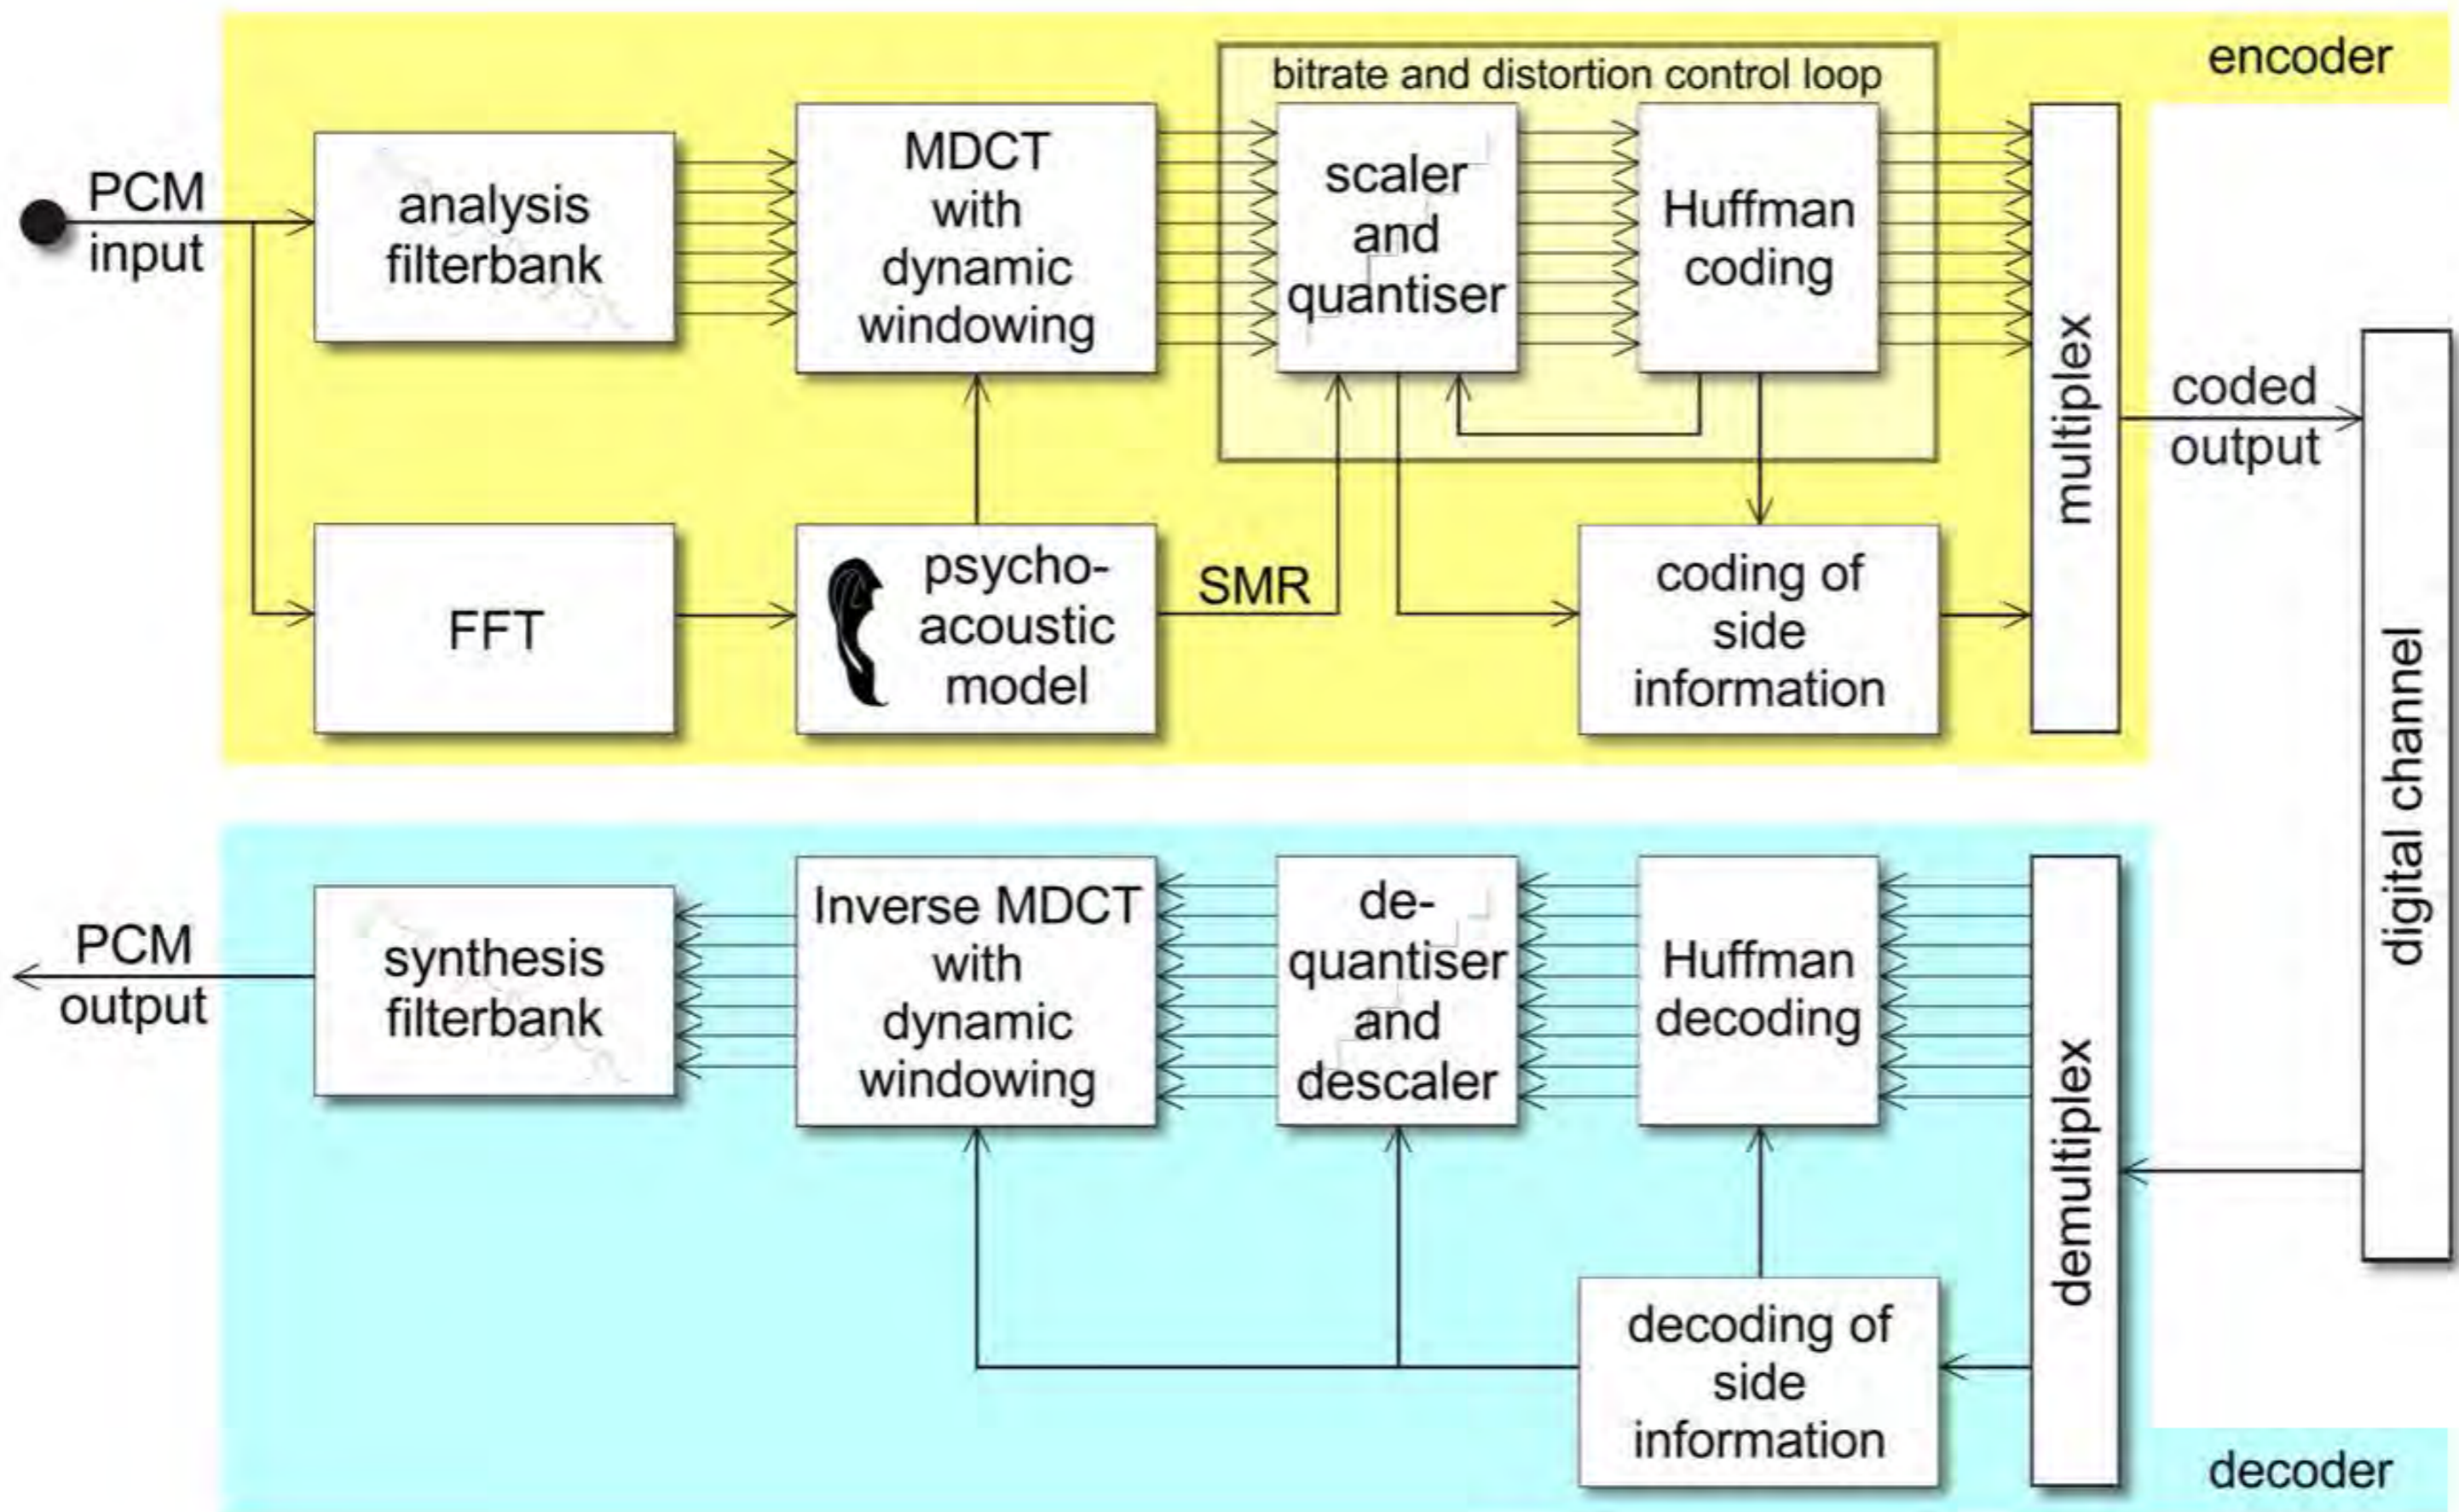 encoder
bitrate and distortion control loop
PCM
input
analysis
filterbank
MDCT
with
dynamic
windowing
scaler
and
quantiser
Huffman
coding
multiplex
coded
output
digital channel
FFT
psycho-
acoustic
model
SMR
coding of
side
information
PCM
output
synthesis
filterbank
Inverse MDCT
with
dynamic
windowing
de-
quantiser
and
descaler
Huffman
decoding
demultiplex
decoding of
side
information
decoder